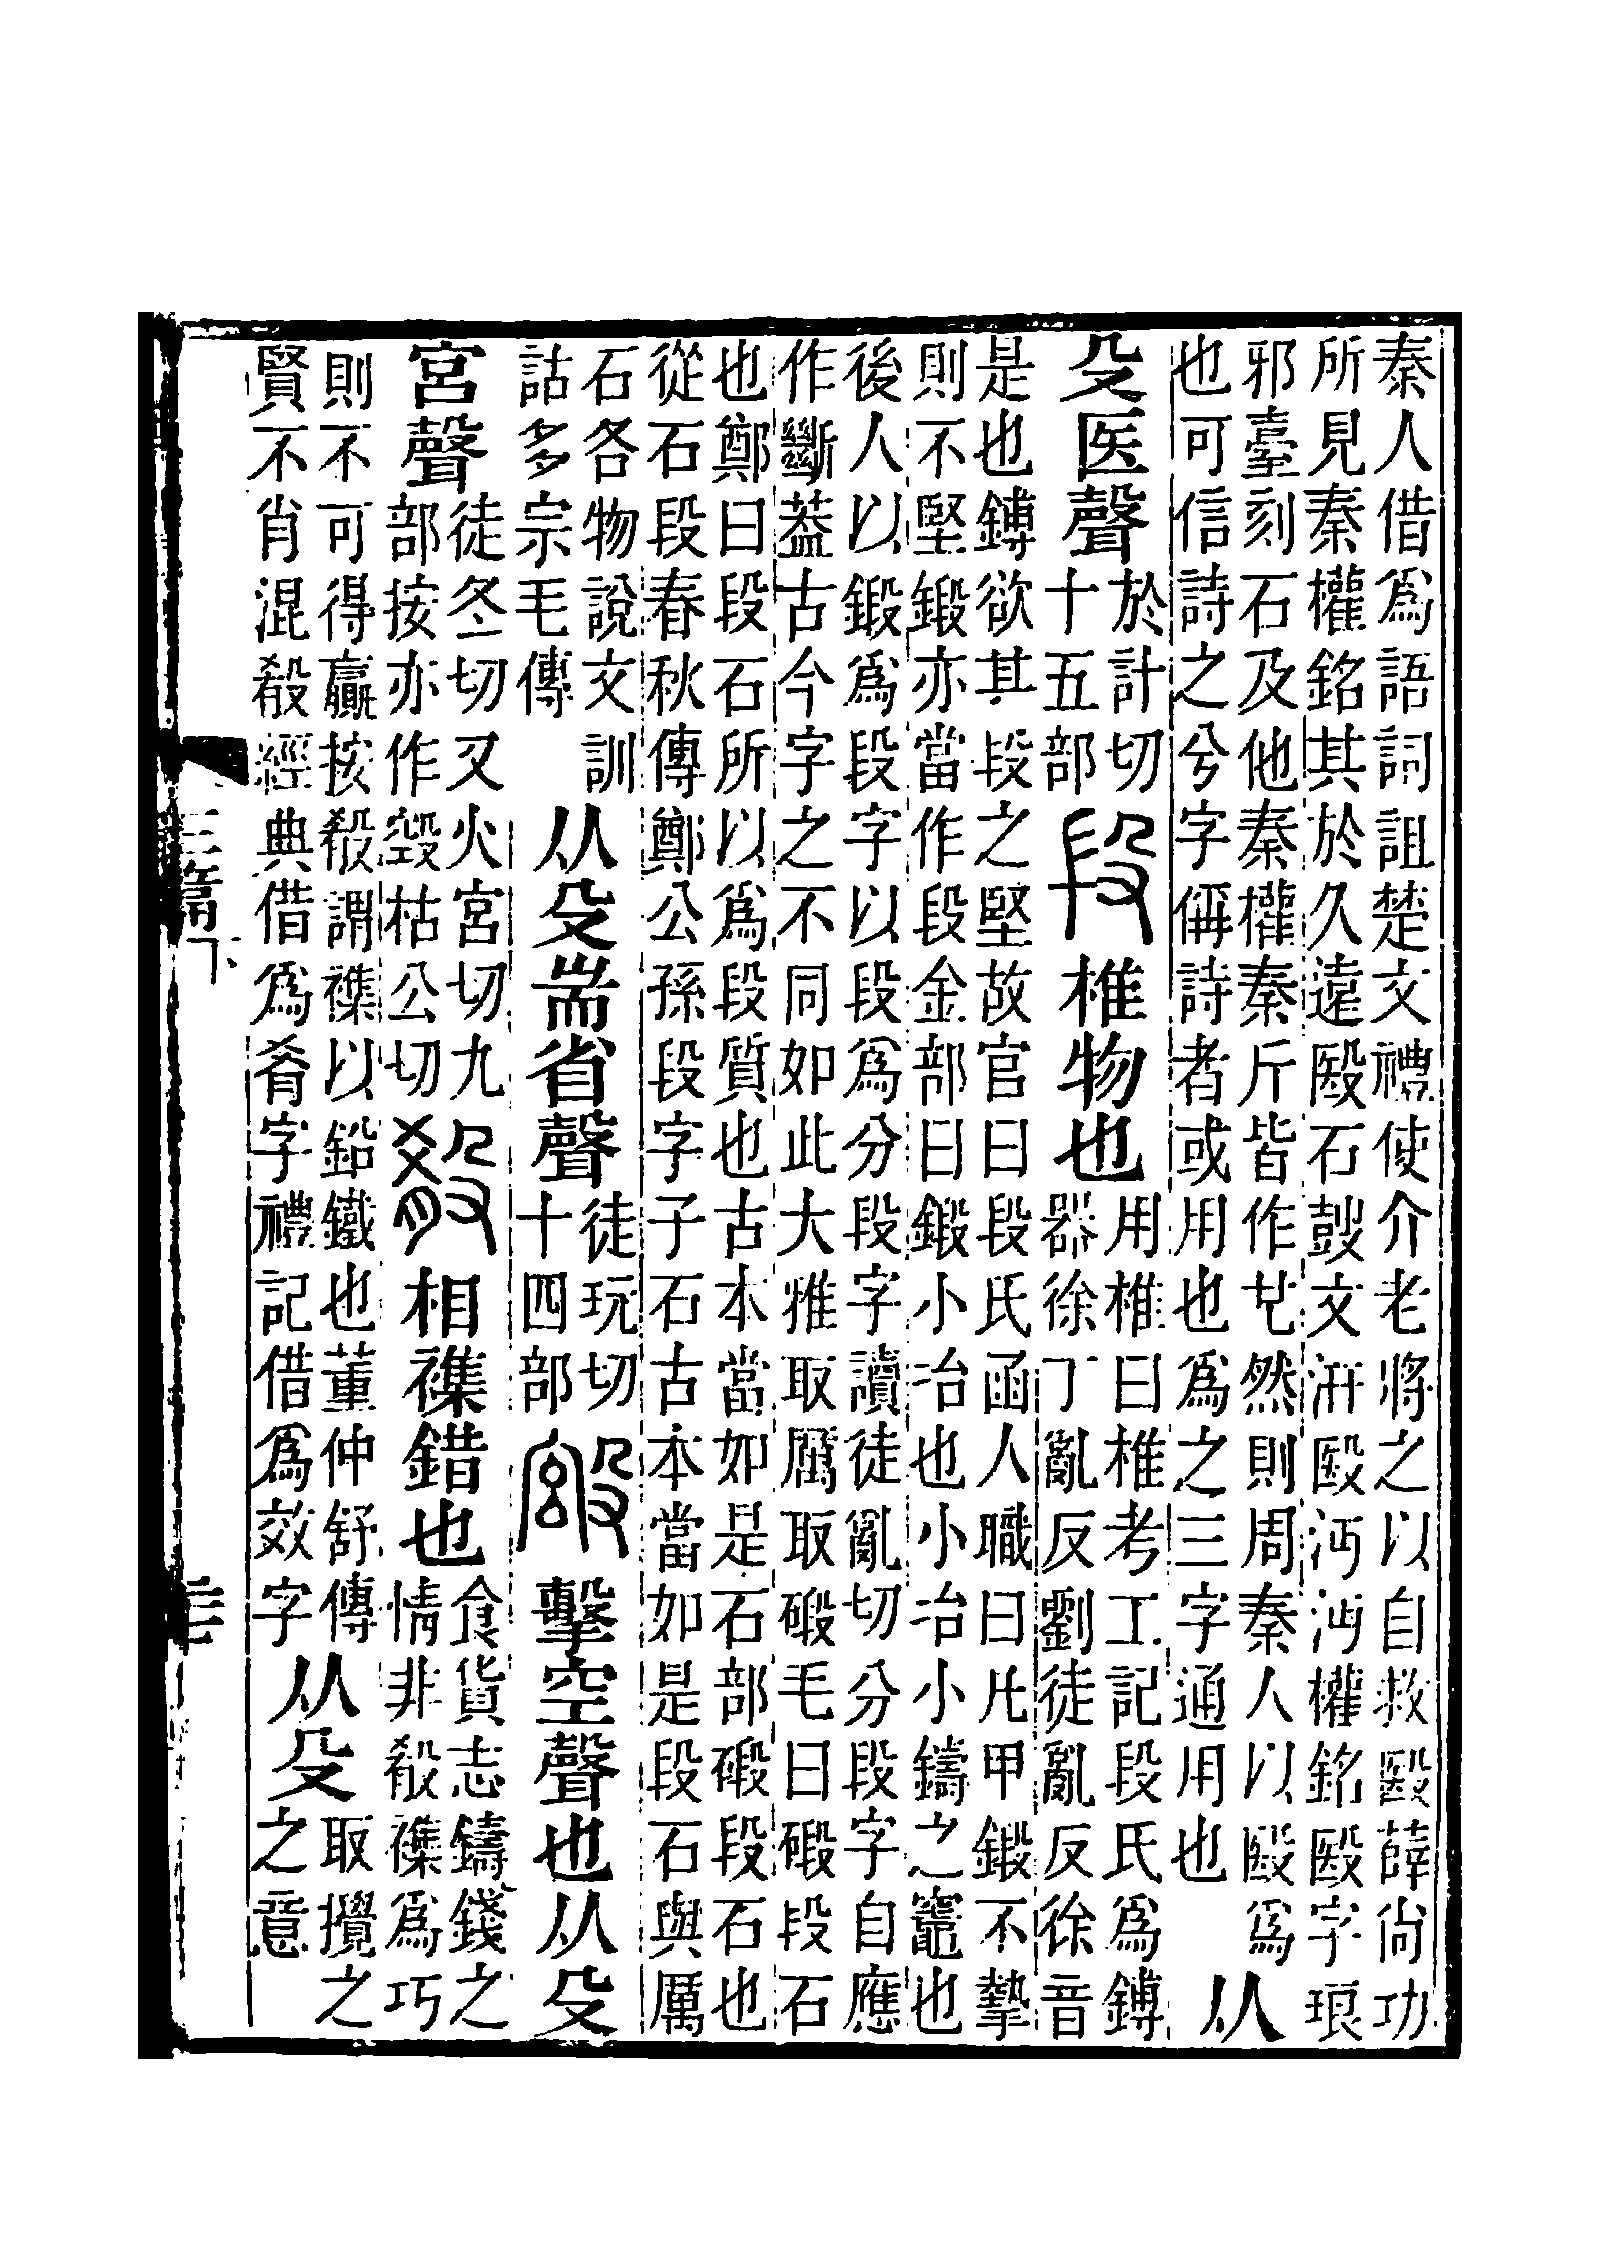 秦人借爲語詞詛楚文禮使介老將之以自救殹薛尙功
所見秦權銘其於久遠殹石鼓文汧殹沔沔權銘殹字琅
邪臺刻石及他秦權秦斤皆作𠃟然則周秦人以殹爲
也可信詩之兮字偁詩者或用也爲之三字通用也
从
殳医聲
於計切
十五部
段
椎物也
用椎曰椎考工記段氏爲鎛
器徐丁亂反劉徒亂反徐音
是也鎛欲其段之堅故官曰段氏函人職曰凡甲鍛不摯
則不堅鍛亦當作段金部曰鍛小冶也小冶小鑄之竈也
後人以鍛爲段字以段爲分段字讀徒亂切分段字自應
作斷葢古今字之不同如此大雅取厲取碫毛曰碫段石
也鄭曰段石所以爲段質也古本當如是石部碫段石也
從石段春秋傳鄭公孫段字子石古本當如是段石與厲
石各物說文訓
詁多宗毛傳
从殳耑省聲
徒玩切
十四部
𣪯
擊空聲也从殳
宮聲
徒冬切又火宮切九
部按亦作𣪞枯公切
殽
相襍錯也
食貨志鑄錢之
情非殽襍爲巧
則不可得贏按殽謂襍以鉛鐵也董仲舒傳
賢不肖混殽經典借爲肴字禮記借爲效字
从殳
取攪之
之意
三篇下